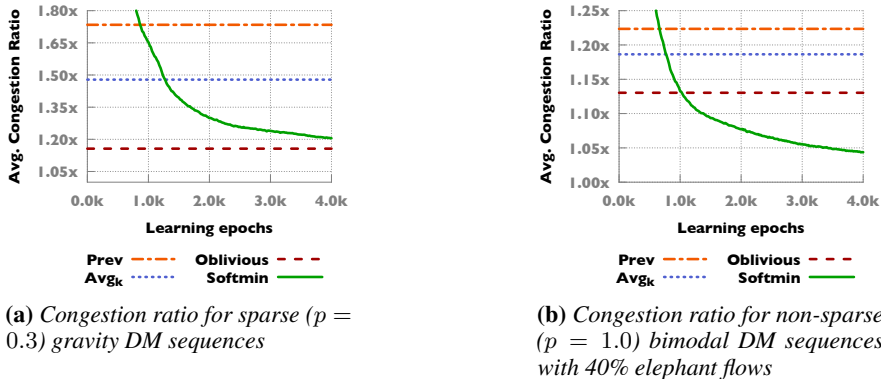 Avg. Congestion Ratio
1.80x
1.65x
1.50x
1.35x
1.20x
1.05x
0.0k 1.0k 2.0k 3.0k 4.0k
Learning epochs
Prev Oblivious
Avgk Softmin
(a) Congestion ratio for sparse (p =
0.3) gravity DM sequences
Avg. Congestion Ratio
1.25x
1.20x
1.15x
1.10x
1.05x
1.00x
0.0k 1.0k 2.0k 3.0k 4.0k
Learning epochs
Prev Oblivious
Avgk Softmin
(b) Congestion ratio for non-sparse
(p = 1.0) bimodal DM sequences
with 40% elephant flows